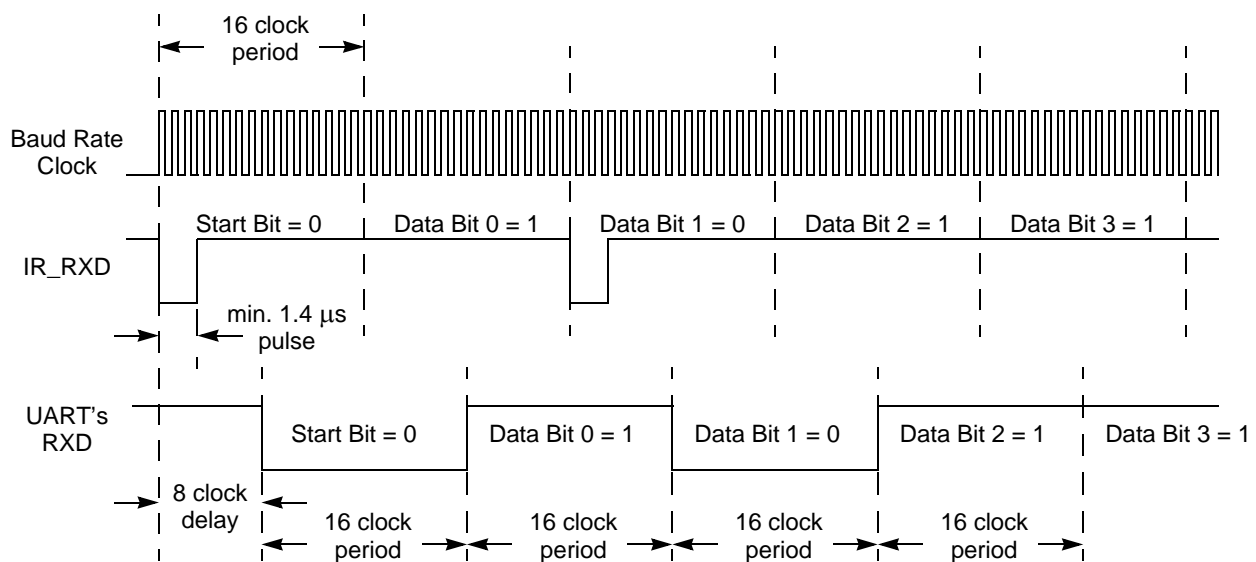 16 clock
period
Baud Rate
Clock
Start Bit = 0
Data Bit 0 = 1
Data Bit 1 = 0
Data Bit 2 = 1
Data Bit 3 = 1
IR_RXD
min. 1.4 μs
pulse
UART's
RXD
Start Bit = 0
Data Bit 0 = 1
Data Bit 1 = 0
Data Bit 2 = 1
Data Bit 3 = 1
8 clock
delay
16 clock
period
16 clock
period
16 clock
period
16 clock
period